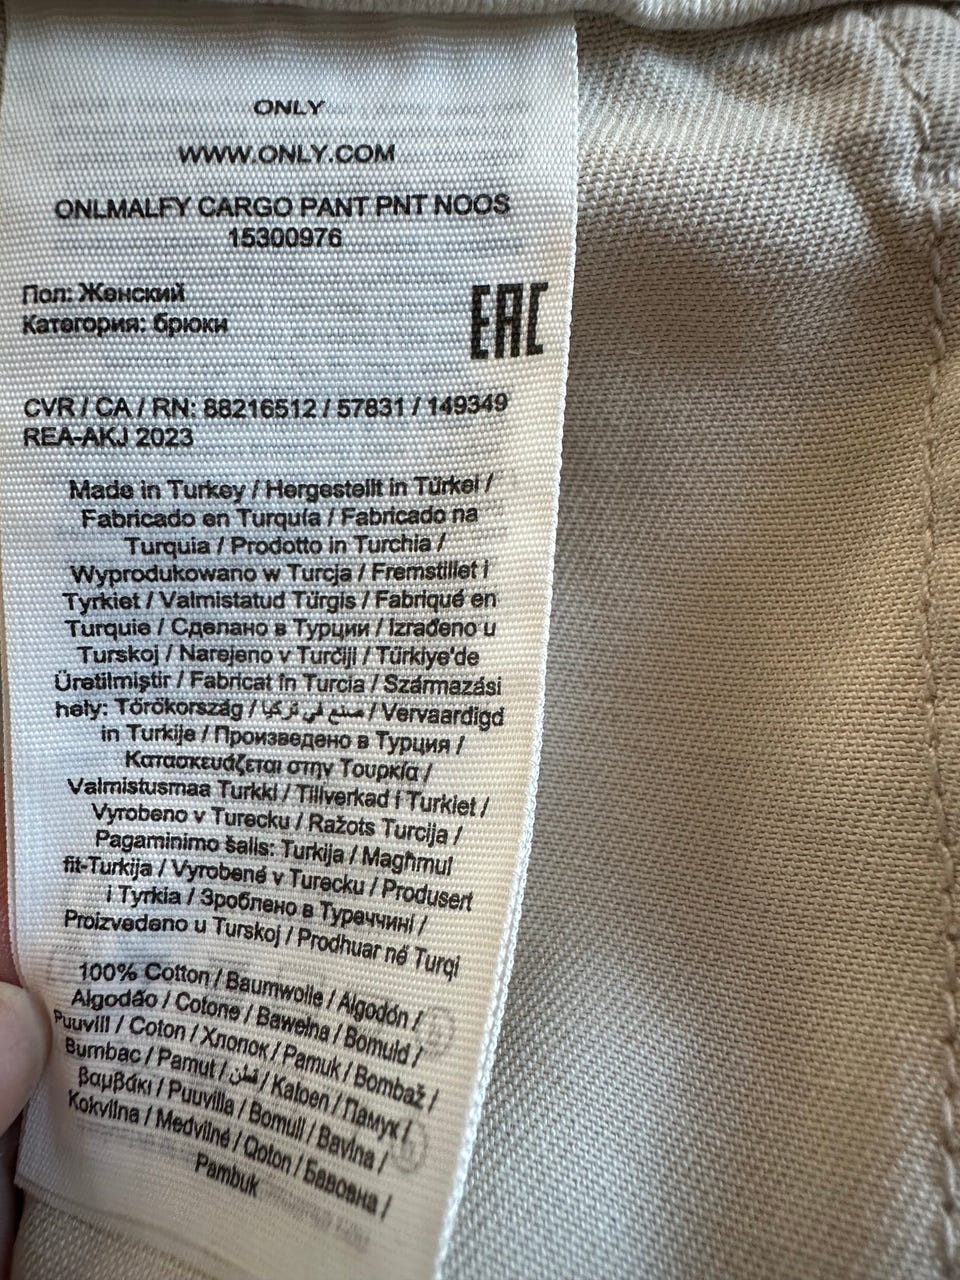 ONLY
WWW.ONLY.COM
ONLMALFY CARGO PANT PNT NOOS
15300976
Пол: Женский
Категория: брюки
EAC
CVR / CA / RN: 88216512 / 57831 / 149349
REA-AKJ 2023
Made in Turkey / Hergestellt in Türkei /
Fabricado en Turquía / Fabricado na
Turquia / Prodotto in Turchia /
Wyprodukowano w Turcja / Fremstillet i
Tyrkiet / Valmistatud Türgis / Fabriqué en
Turquie / Сделано в Турции / Izrađeno u
Turskoj / Narejeno v Turčiji / Türkiye'de
Üretilmiştir / Fabricat în Turcia / Származási
hely: Törökország / صنع في تركيا / Vervaardigd
in Turkije / Произведено в Турция /
Κατασκευάζεται στην Τουρκία /
Valmistusmaa Turkki / Tillverkad i Turkiet /
Vyrobeno v Turecku / Ražots Turcija /
Pagaminimo šalis: Turkija / Magħmul
fit-Turkija / Vyrobené v Turecku / Produsert
i Tyrkia / Зроблено в Туреччині /
Proizvedeno u Turskoj / Prodhuar në Turqi
100% Cotton / Baumwolle / Algodón /
Algodão / Cotone / Bawełna / Bomuld /
Puuvill / Coton / Хлопок / Pamuk / Bombaž /
Bumbac / Pamut / قطن / Katoen / Памук /
βαμβάκι / Puuvilla / Bomull / Bavlna /
Kokvilna / Medvilnė / Qoton / Бавовна /
Pambuk